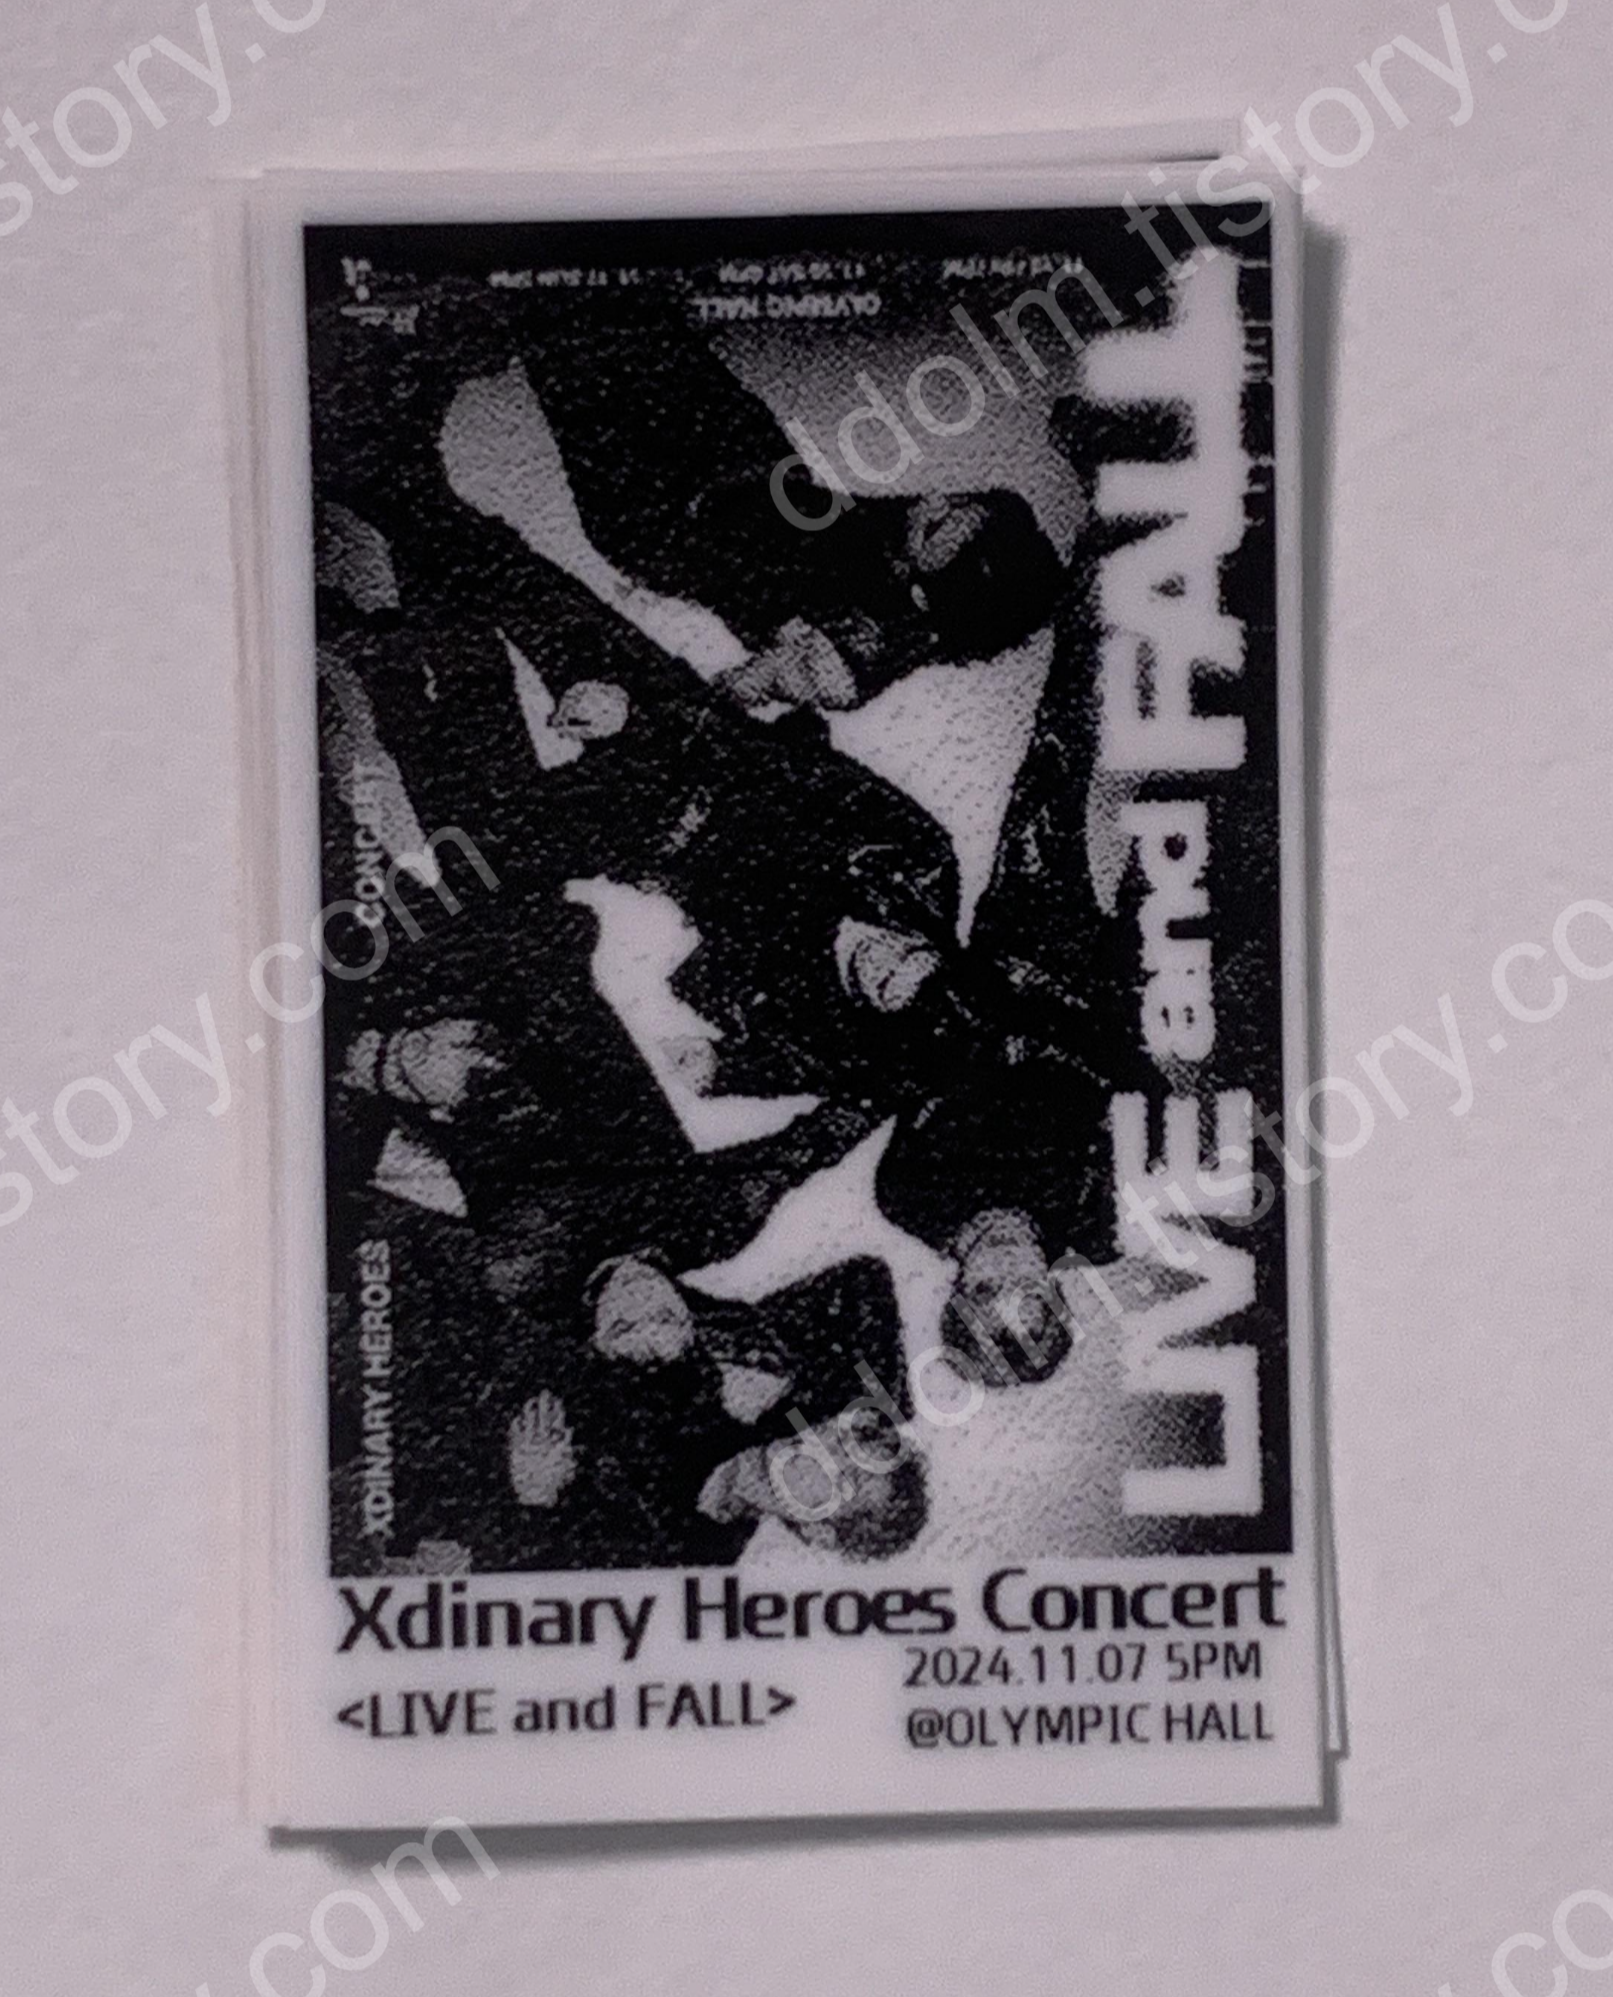 OLYMPIC HALL
CONCERT
XDINARY HEROES
LIVE and FALL
Xdinary Heroes Concert
2024.11.07 5PM
<LIVE and FALL>
@OLYMPIC HALL
ddolm.tistory.com